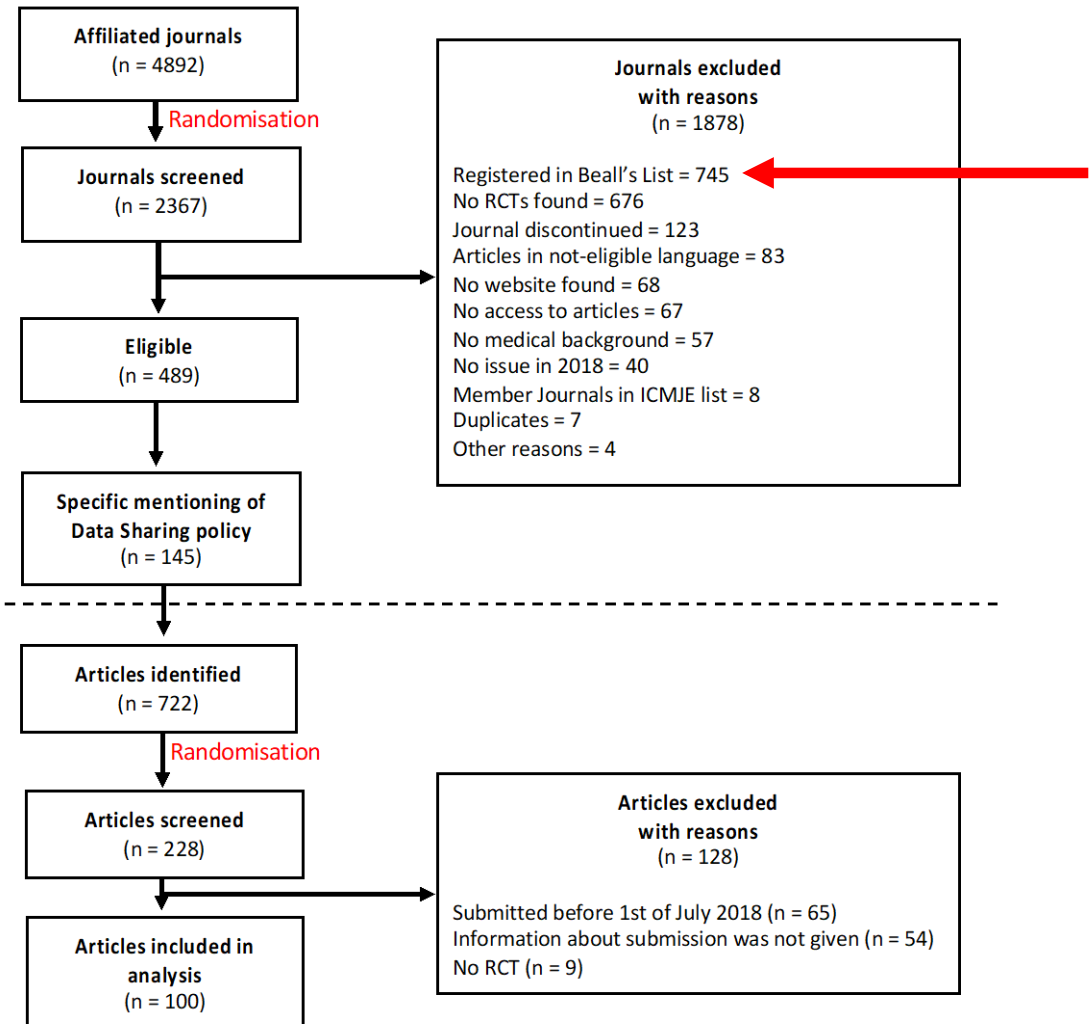 Affiliated journals
(n = 4892)
Randomisation
Journals screened
(n = 2367)
Journals excluded
with reasons
(n = 1878)
Registered in Beall’s List = 745
No RCTs found = 676
Journal discontinued = 123
Articles in not-eligible language = 83
No website found = 68
No access to articles = 67
No medical background = 57
No issue in 2018 = 40
Member Journals in ICMJE list = 8
Duplicates = 7
Other reasons = 4
Eligible
(n = 489)
Specific mentioning of
Data Sharing policy
(n = 145)
Articles identified
(n = 722)
Randomisation
Articles screened
(n = 228)
Articles excluded
with reasons
(n = 128)
Submitted before 1st of July 2018 (n = 65)
Information about submission was not given (n = 54)
No RCT (n = 9)
Articles included in
analysis
(n = 100)